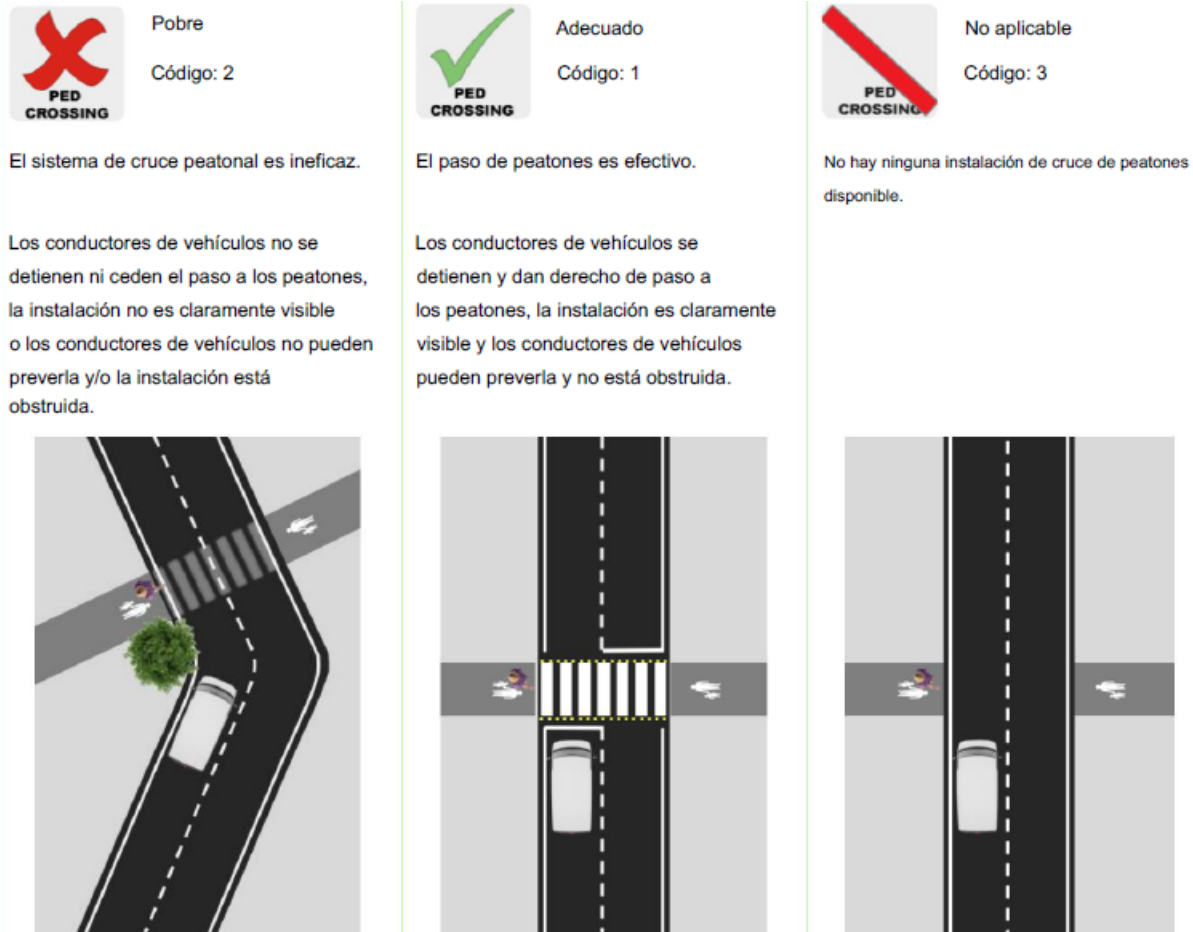 Pobre
Código: 2
PED
CROSSING
El sistema de cruce peatonal es ineficaz.
Los conductores de vehículos no se
detienen ni ceden el paso a los peatones,
la instalación no es claramente visible
o los conductores de vehículos no pueden
preverla y/o la instalación está
obstruida.
Adecuado
Código: 1
PED
CROSSING
El paso de peatones es efectivo.
Los conductores de vehículos se
detienen y dan derecho de paso a
los peatones, la instalación es claramente
visible y los conductores de vehículos
pueden preverla y no está obstruida.
No aplicable
Código: 3
PED
CROSSING
No hay ninguna instalación de cruce de peatones
disponible.